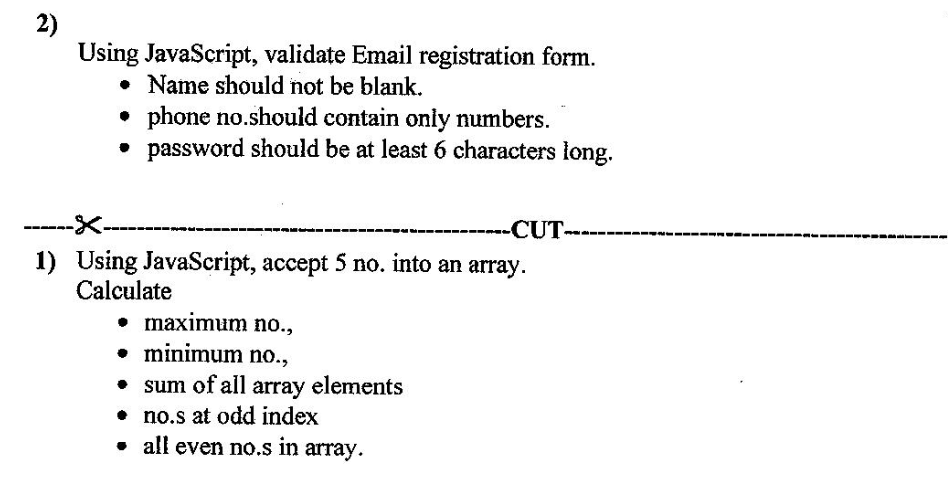 2)
Using JavaScript, validate Email registration form.
• Name should not be blank.
• phone no.should contain only numbers.
• password should be at least 6 characters long.
------✂------------------------------------------------CUT---------------------------------------------
1) Using JavaScript, accept 5 no. into an array.
Calculate
• maximum no.,
• minimum no.,
• sum of all array elements
• no.s at odd index
• all even no.s in array.